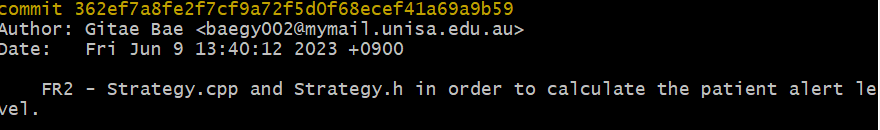 commit 362ef7a8fe2f7cf9a72f5d0f68ecef41a69a9b59
Author: Gitae Bae <baegy002@mymail.unisa.edu.au>
Date:   Fri Jun 9 13:40:12 2023 +0900
    FR2 - Strategy.cpp and Strategy.h in order to calculate the patient alert le
vel.